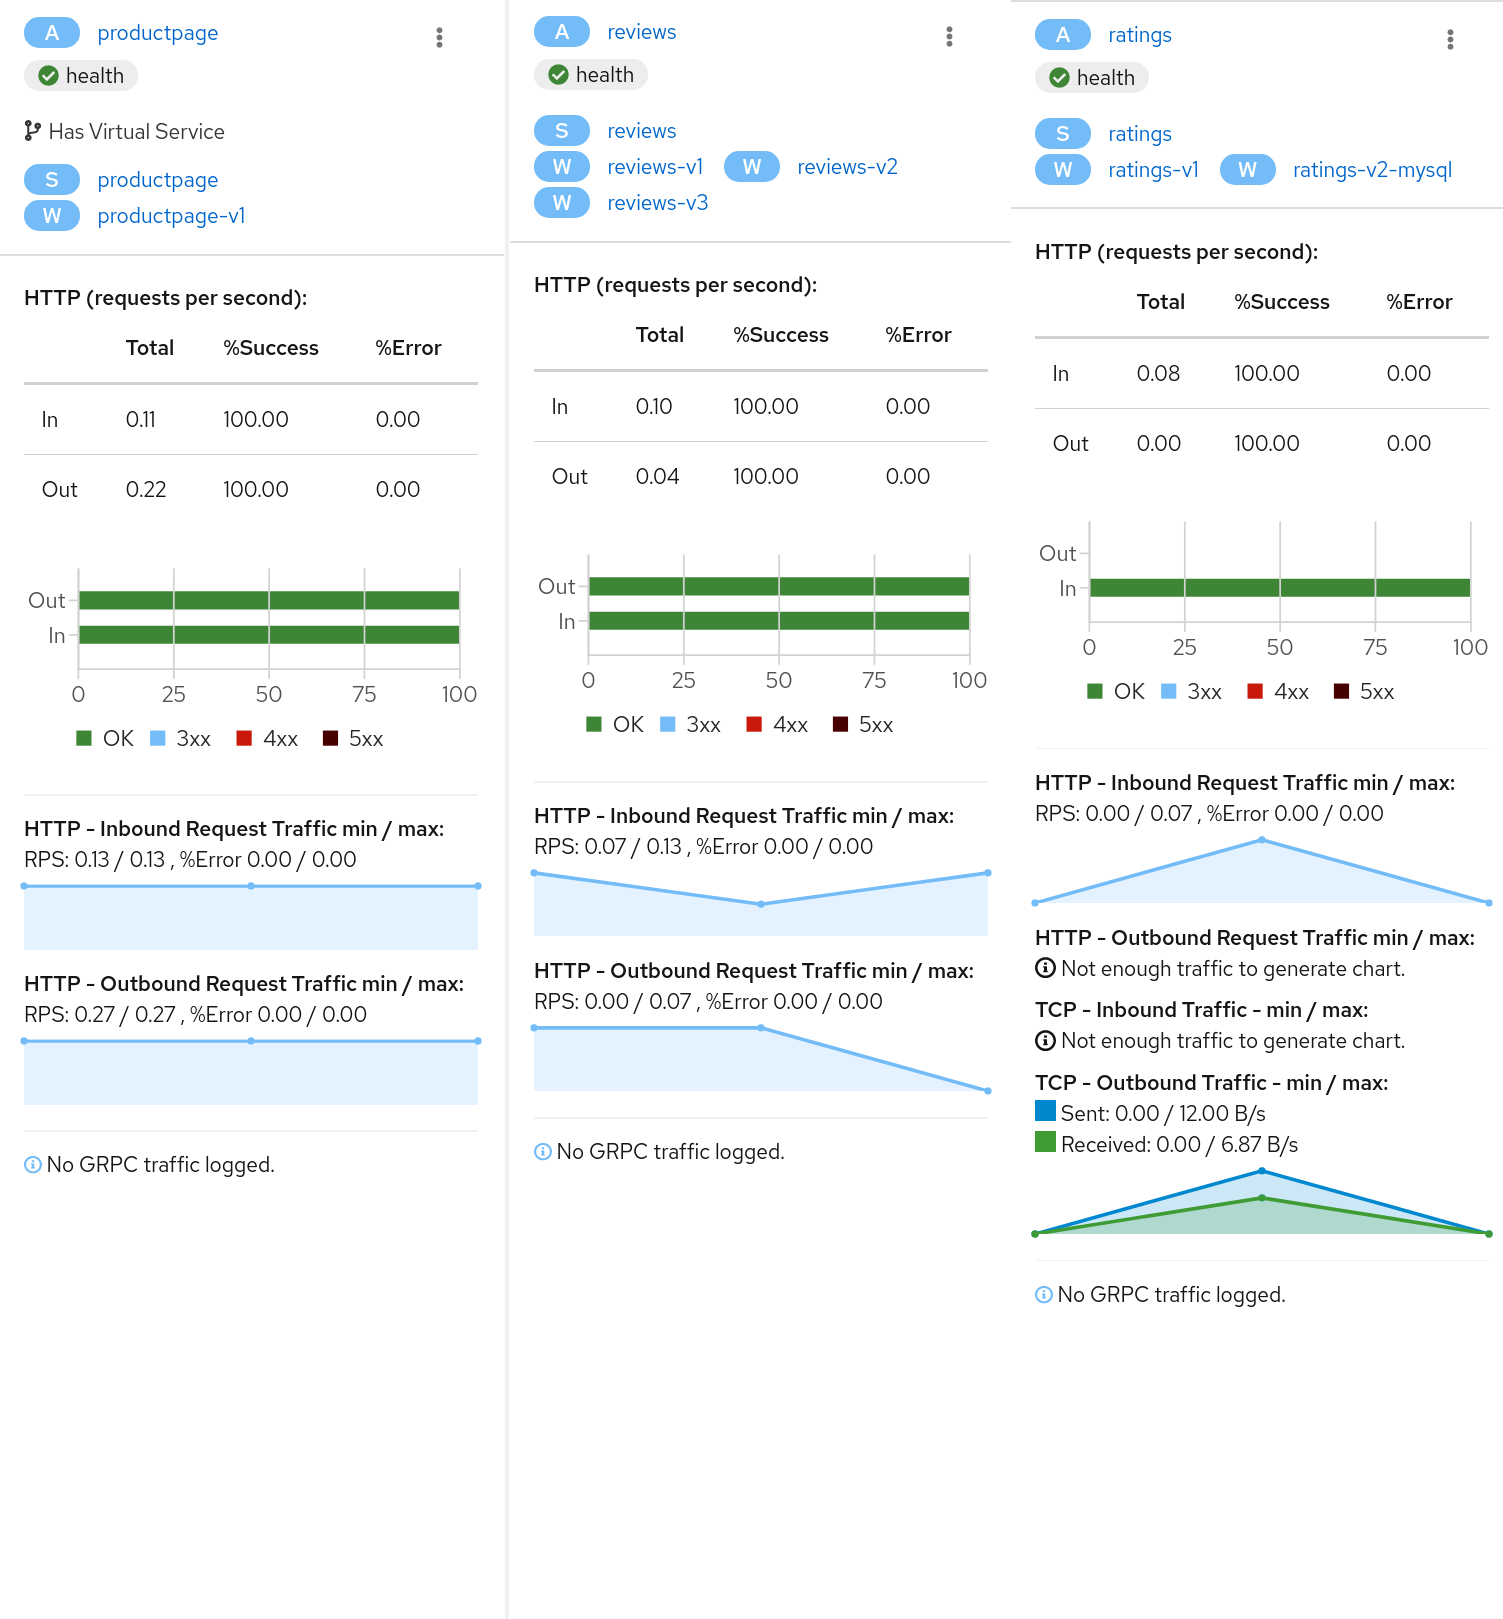 A productpage
health
Has Virtual Service
S productpage
W productpage-v1
HTTP (requests per second):
Total %Success %Error
In 0.11 100.00 0.00
Out 0.22 100.00 0.00
Out
In
0 25 50 75 100
OK 3xx 4xx 5xx
HTTP - Inbound Request Traffic min / max:
RPS: 0.13 / 0.13 , %Error 0.00 / 0.00
HTTP - Outbound Request Traffic min / max:
RPS: 0.27 / 0.27 , %Error 0.00 / 0.00
No GRPC traffic logged.
A reviews
health
S reviews
W reviews-v1 W reviews-v2
W reviews-v3
HTTP (requests per second):
Total %Success %Error
In 0.10 100.00 0.00
Out 0.04 100.00 0.00
Out
In
0 25 50 75 100
OK 3xx 4xx 5xx
HTTP - Inbound Request Traffic min / max:
RPS: 0.07 / 0.13 , %Error 0.00 / 0.00
HTTP - Outbound Request Traffic min / max:
RPS: 0.00 / 0.07 , %Error 0.00 / 0.00
No GRPC traffic logged.
A ratings
health
S ratings
W ratings-v1 W ratings-v2-mysql
HTTP (requests per second):
Total %Success %Error
In 0.08 100.00 0.00
Out 0.00 100.00 0.00
Out
In
0 25 50 75 100
OK 3xx 4xx 5xx
HTTP - Inbound Request Traffic min / max:
RPS: 0.00 / 0.07 , %Error 0.00 / 0.00
HTTP - Outbound Request Traffic min / max:
Not enough traffic to generate chart.
TCP - Inbound Traffic - min / max:
Not enough traffic to generate chart.
TCP - Outbound Traffic - min / max:
Sent: 0.00 / 12.00 B/s
Received: 0.00 / 6.87 B/s
No GRPC traffic logged.